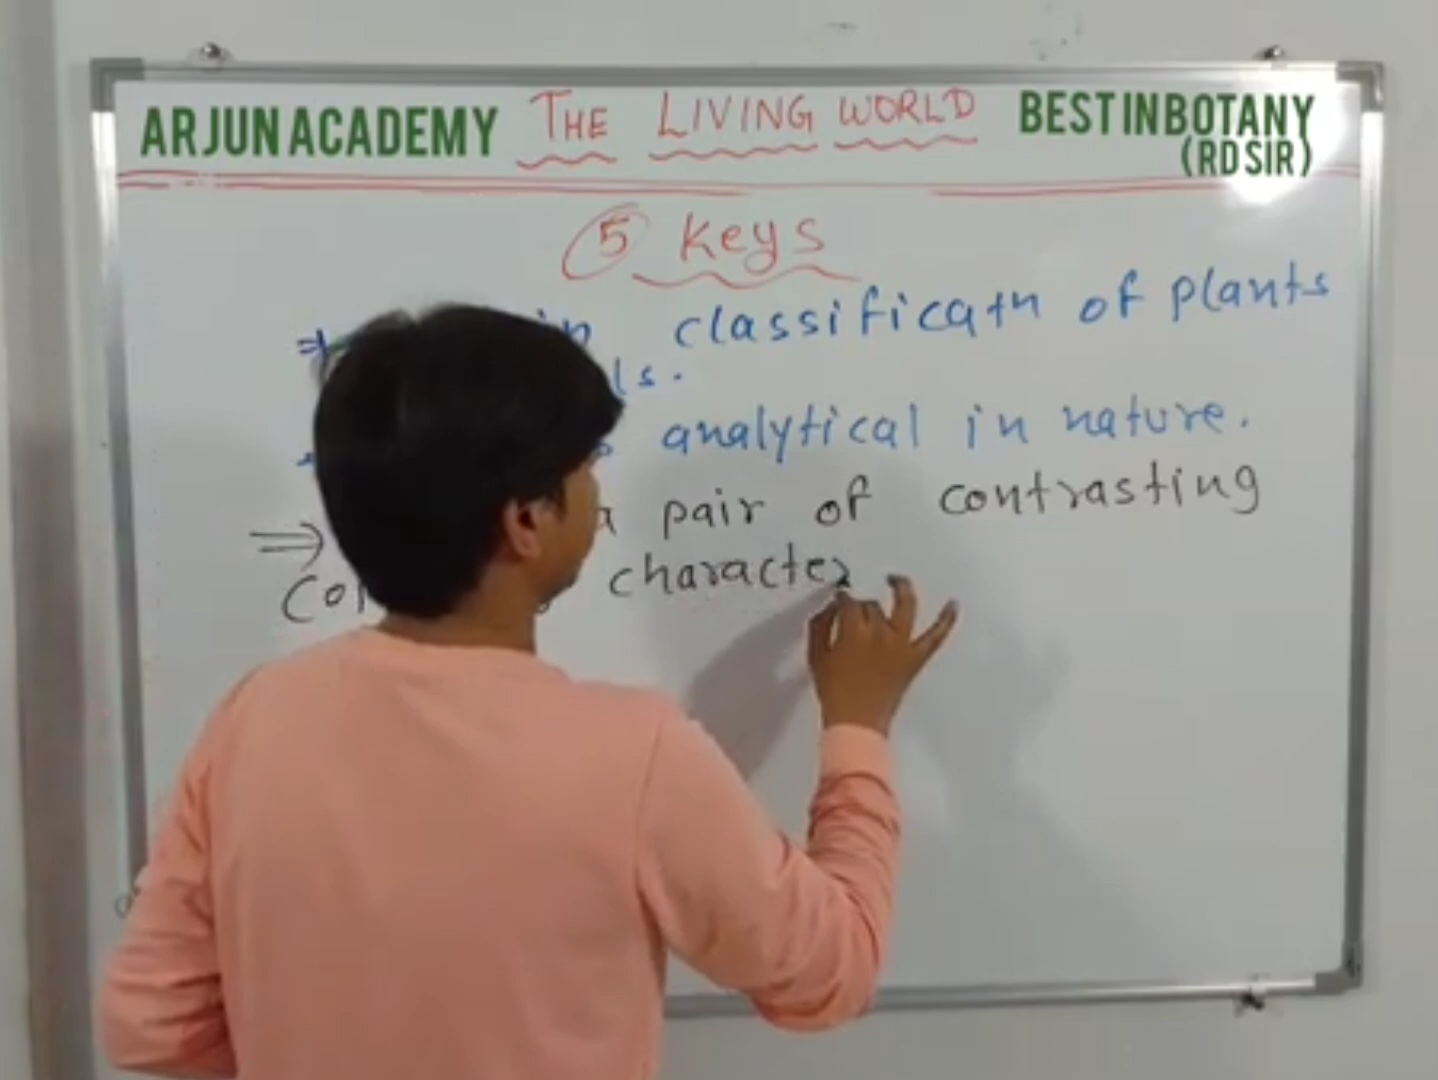 ARJUN ACADEMY THE LIVING WORLD BEST IN BOTANY
(RD SIR)
5 Keys
⇒ in classificatn of plants
ls.
analytical in nature.
⇒ a pair of contrasting
character